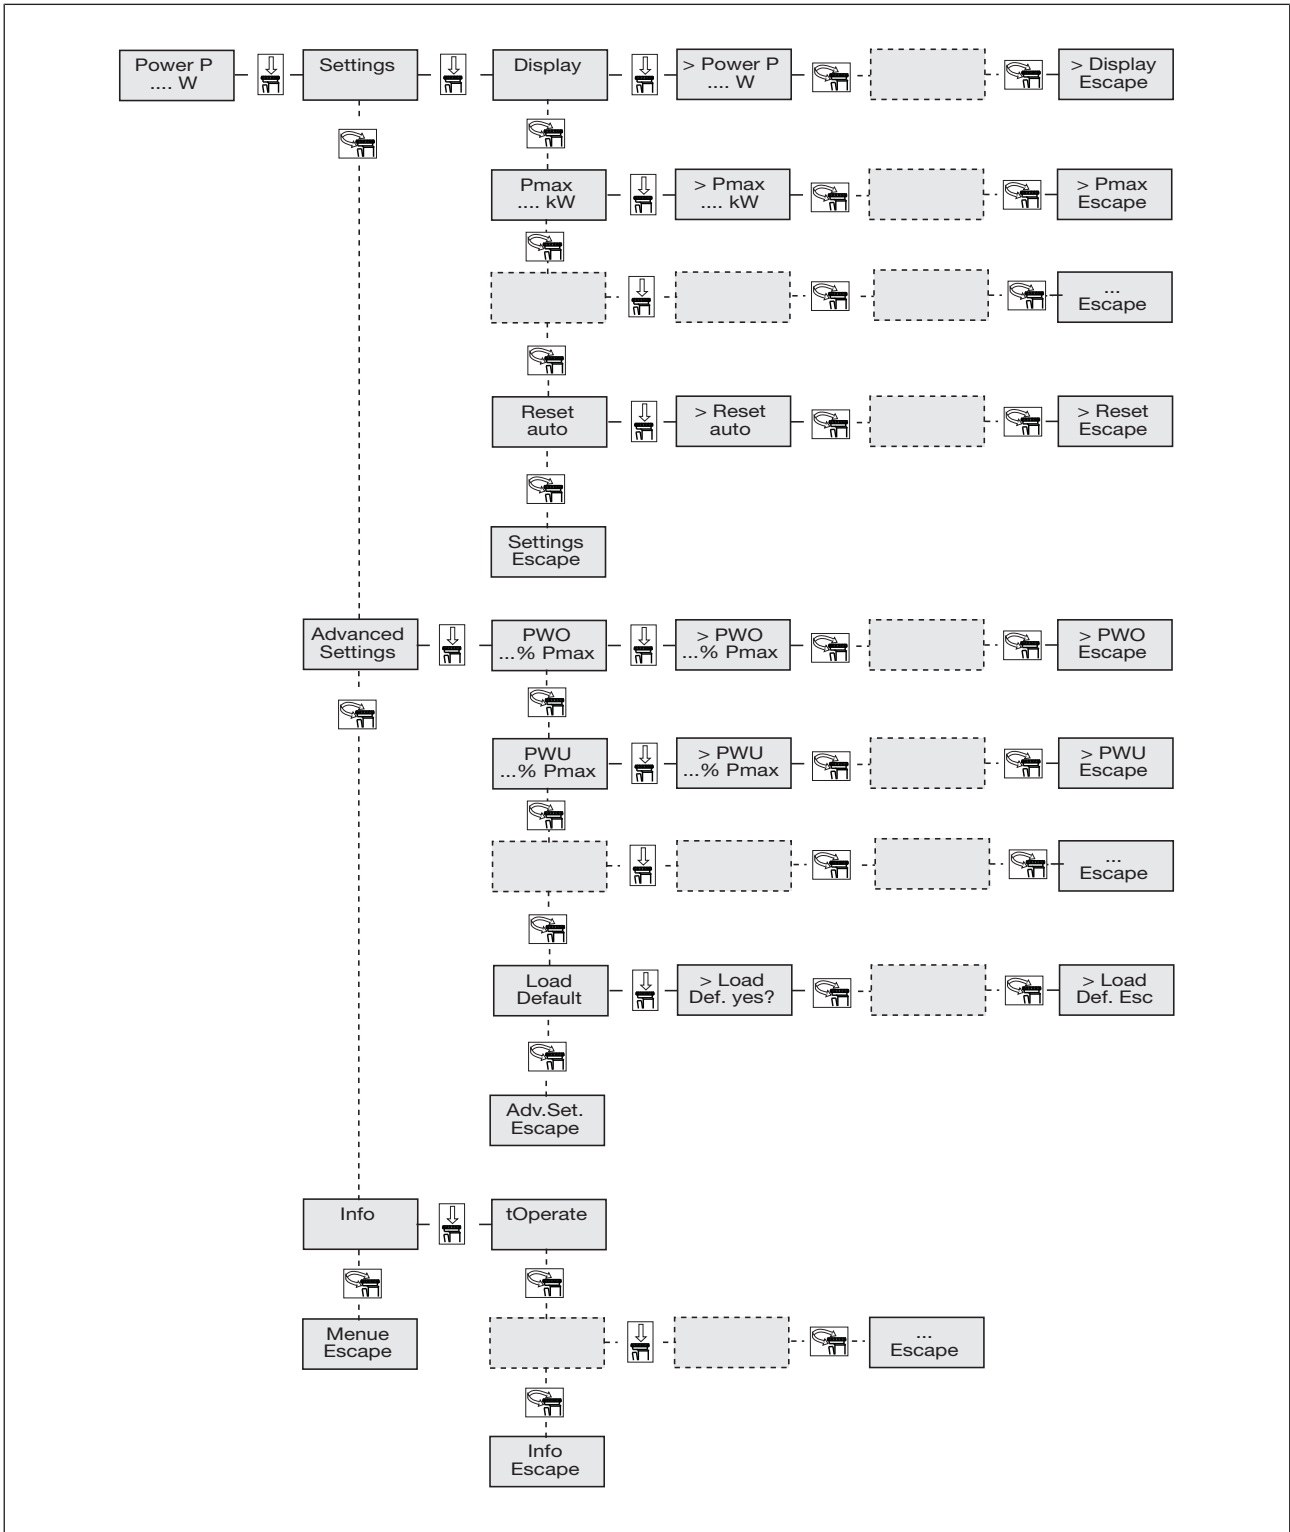 Power P
.... W
Settings
Display
> Power P
.... W
> Display
Escape
Pmax
.... kW
> Pmax
.... kW
> Pmax
Escape
...
Escape
Reset
auto
> Reset
auto
> Reset
Escape
Settings
Escape
Advanced
Settings
PWO
...% Pmax
> PWO
...% Pmax
> PWO
Escape
PWU
...% Pmax
> PWU
...% Pmax
> PWU
Escape
...
Escape
Load
Default
> Load
Def. yes?
> Load
Def. Esc
Adv.Set.
Escape
Info
tOperate
Menue
Escape
...
Escape
Info
Escape